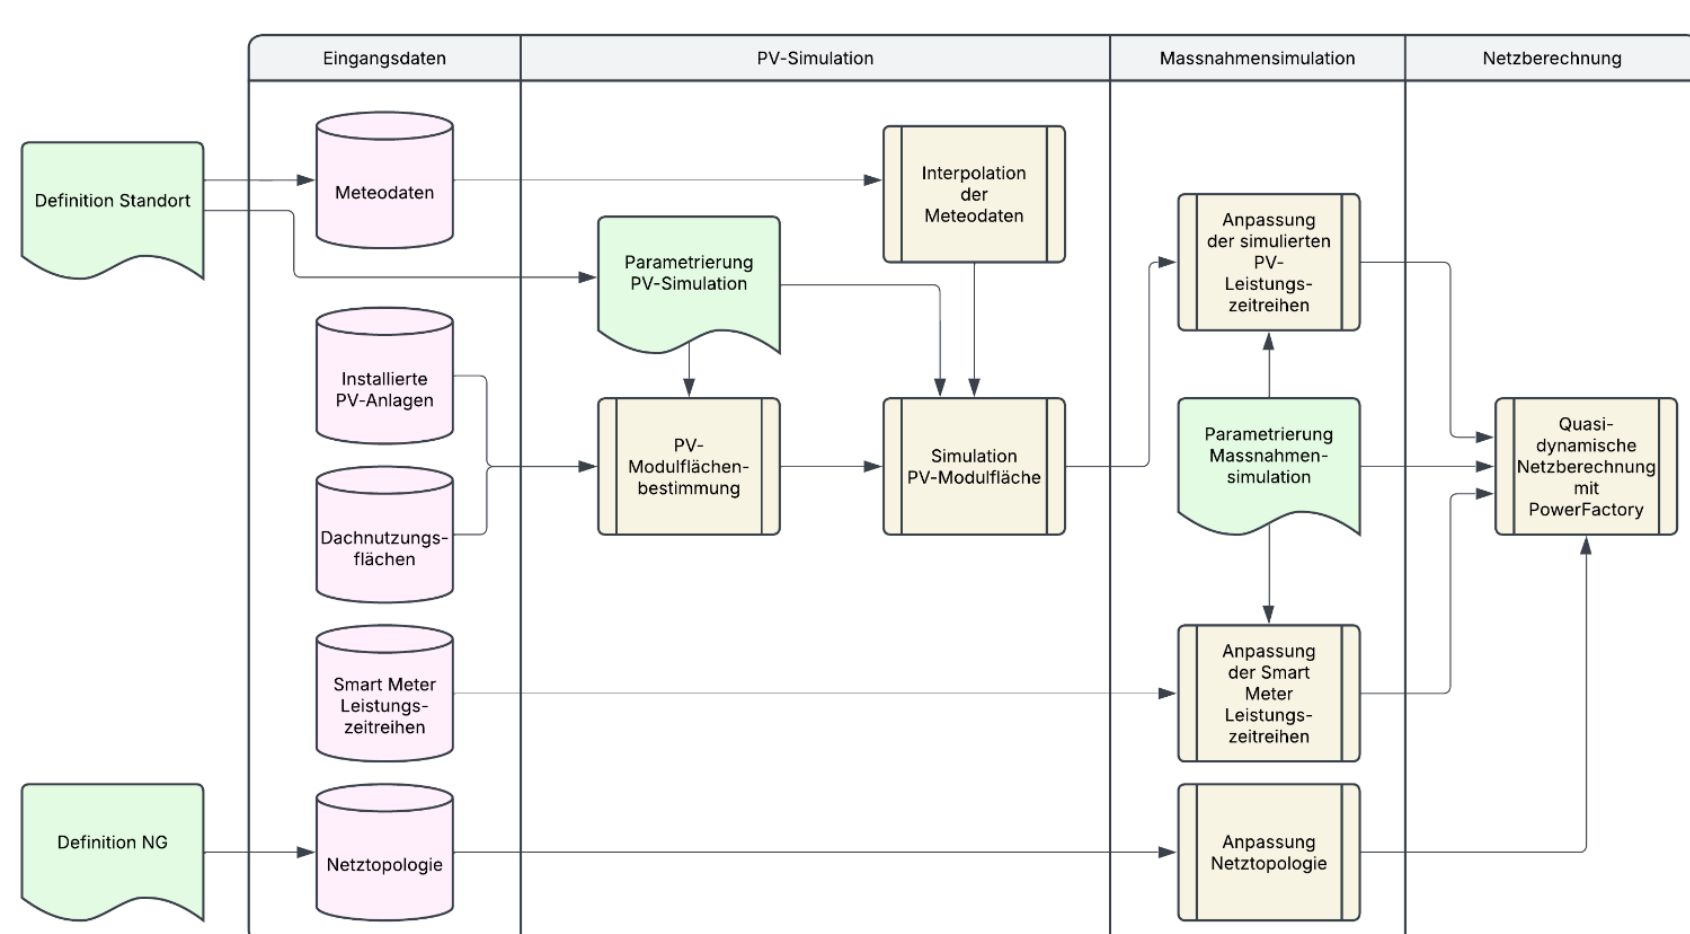 Eingangsdaten
PV-Simulation
Massnahmensimulation
Netzberechnung
Definition Standort
Meteodaten
Interpolation
der
Meteodaten
Parametrierung
PV-Simulation
Anpassung
der simulierten
PV-
Leistungs-
zeitreihen
Installierte
PV-Anlagen
PV-
Modulflächen-
bestimmung
Simulation
PV-Modulfläche
Parametrierung
Massnahmen-
simulation
Quasi-
dynamische
Netzberechnung
mit
PowerFactory
Dachnutzungs-
flächen
Smart Meter
Leistungs-
zeitreihen
Anpassung
der Smart
Meter
Leistungs-
zeitreihen
Definition NG
Netztopologie
Anpassung
Netztopologie